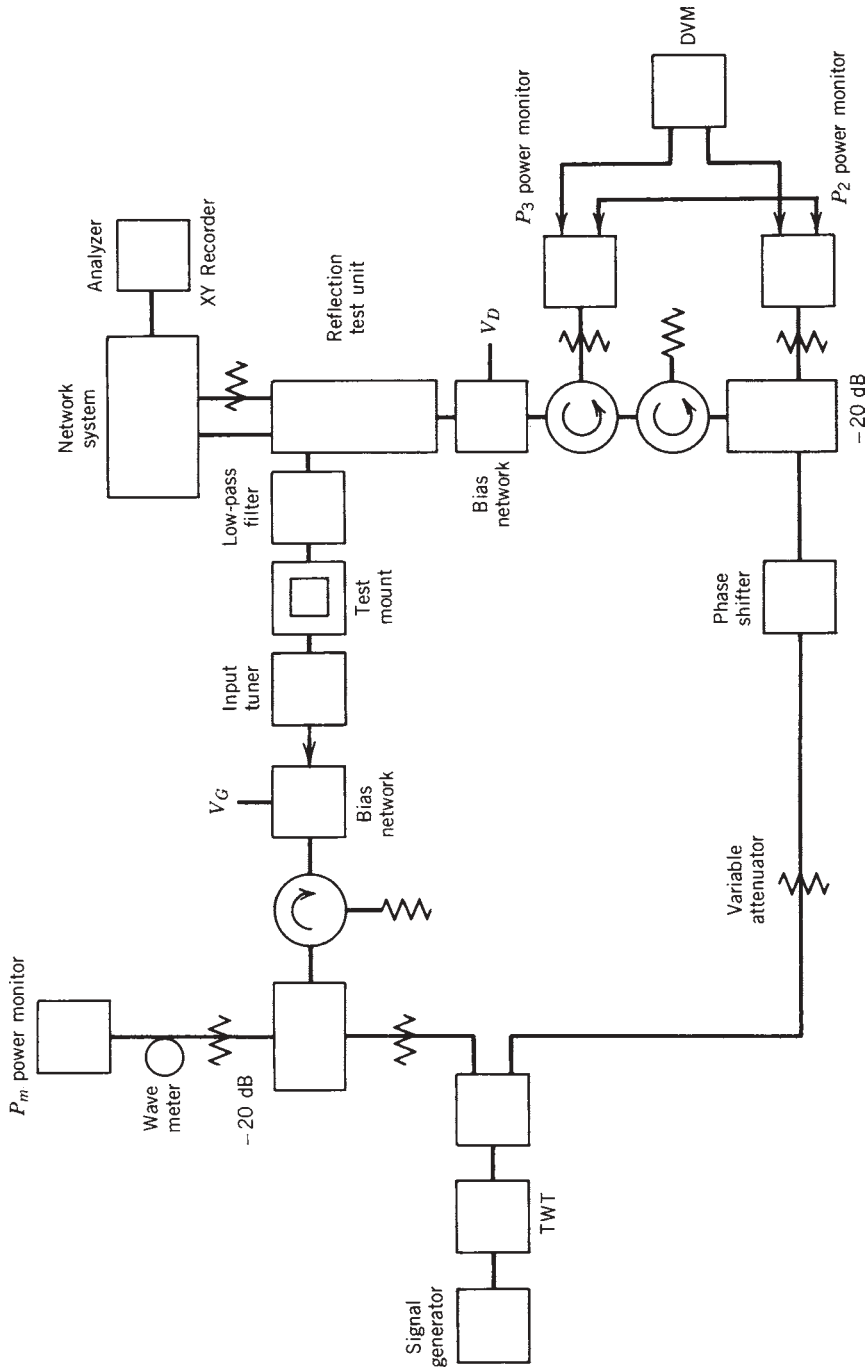 Signal
generator
TWT
P_m power monitor
Wave
meter
−20 dB
V_G
Bias
network
Input
tuner
Test
mount
Low-pass
filter
Network
system
Analyzer
XY Recorder
Reflection
test unit
Bias
network
V_D
P_3 power monitor
DVM
P_2 power monitor
−20 dB
Phase
shifter
Variable
attenuator